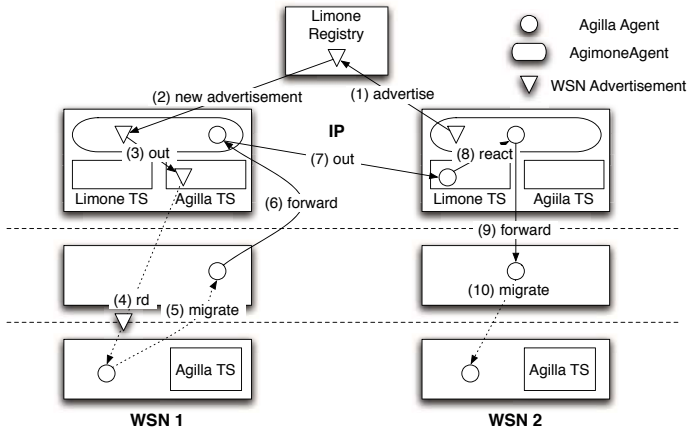 Limone
Registry
Agilla Agent
AgimoneAgent
WSN Advertisement
(2) new advertisement
(1) advertise
IP
(3) out
(7) out
(8) react
Limone TS
Agilla TS
Limone TS
Agiila TS
(6) forward
(9) forward
(4) rd
(5) migrate
(10) migrate
Agilla TS
Agilla TS
WSN 1
WSN 2